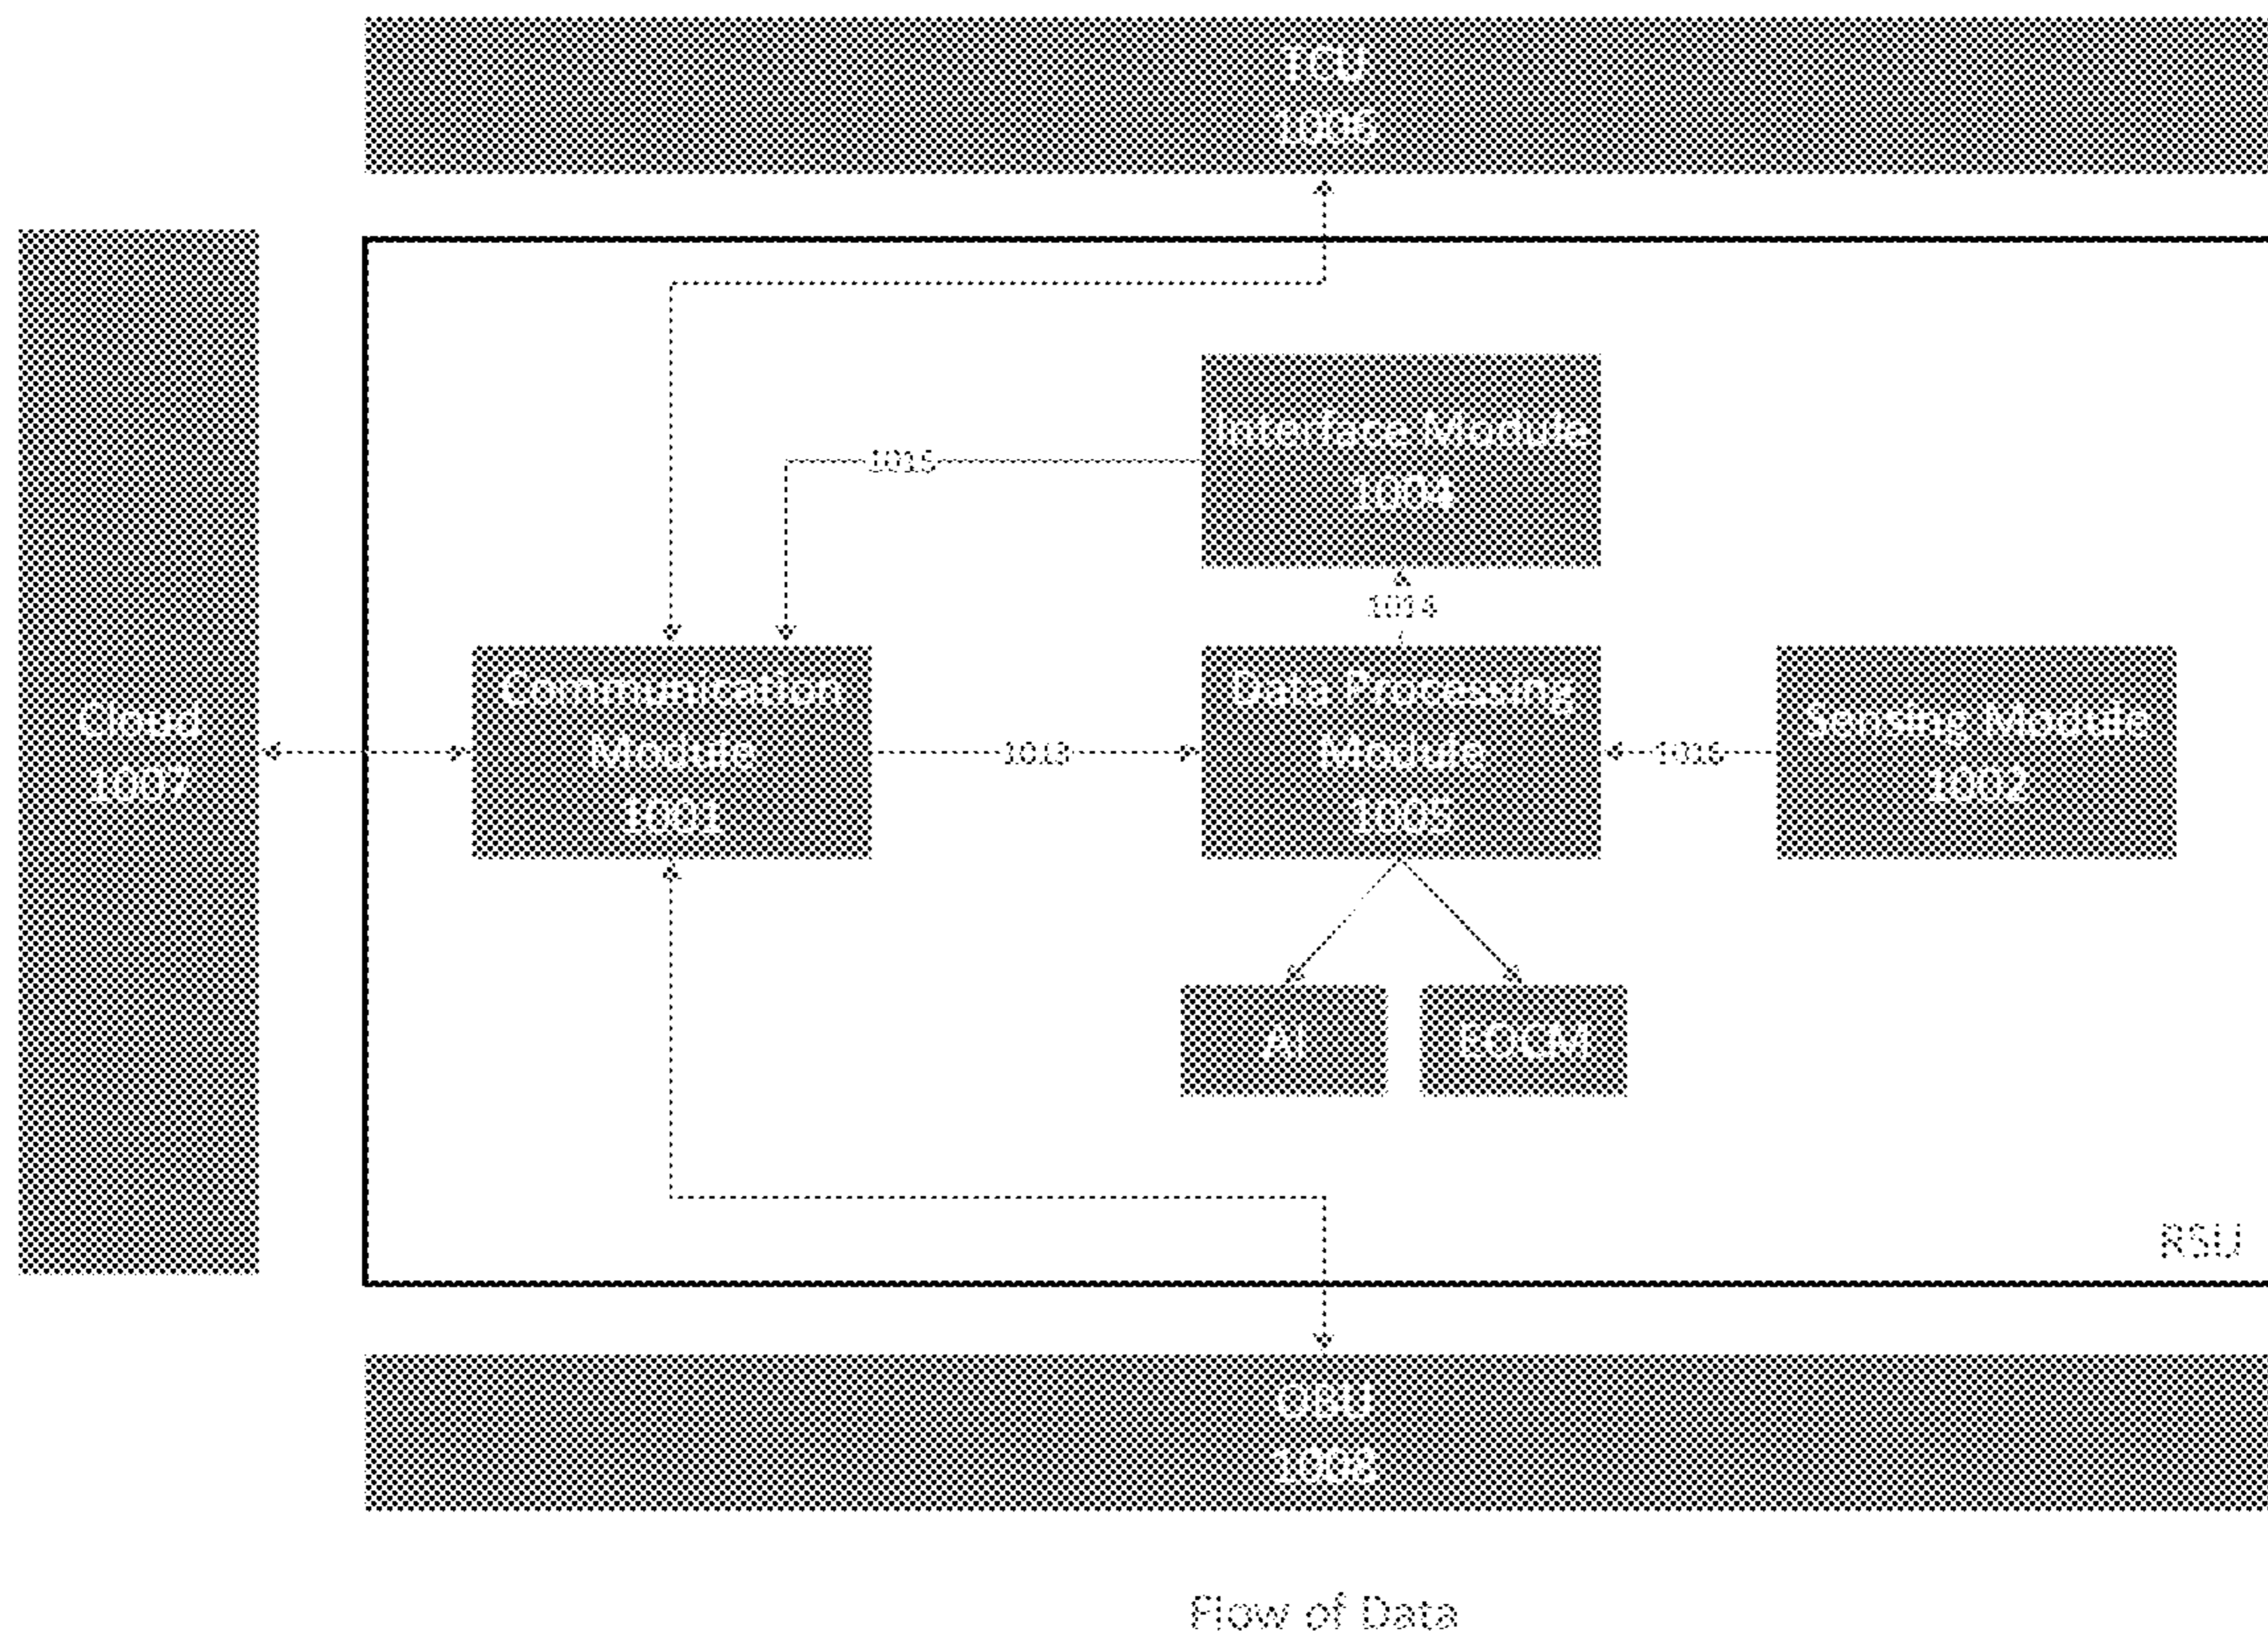 TCU
1006
Interface Module
1004
1015
1014
Cloud
1007
Communication
Module
1001
1013
Data Processing
Module
1005
1016
Sensing Module
1002
AI
EOCM
RSU
OBU
1008
Flow of Data